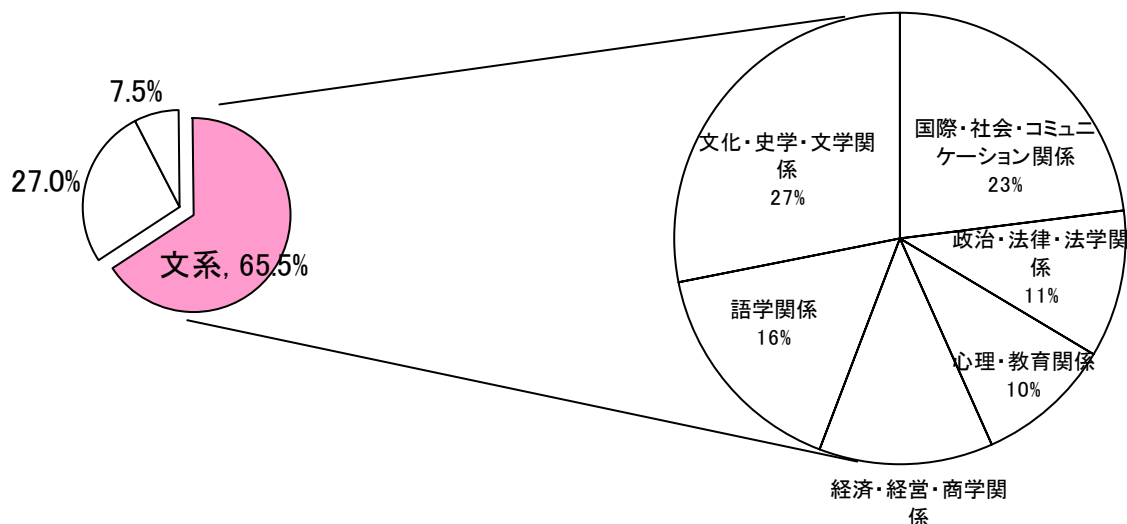 7.5%
27.0%
文系, 65.5%
文化・史学・文学関
係
27%
国際・社会・コミュニ
ケーション関係
23%
政治・法律・法学関
係
11%
語学関係
16%
心理・教育関係
10%
経済・経営・商学関
係